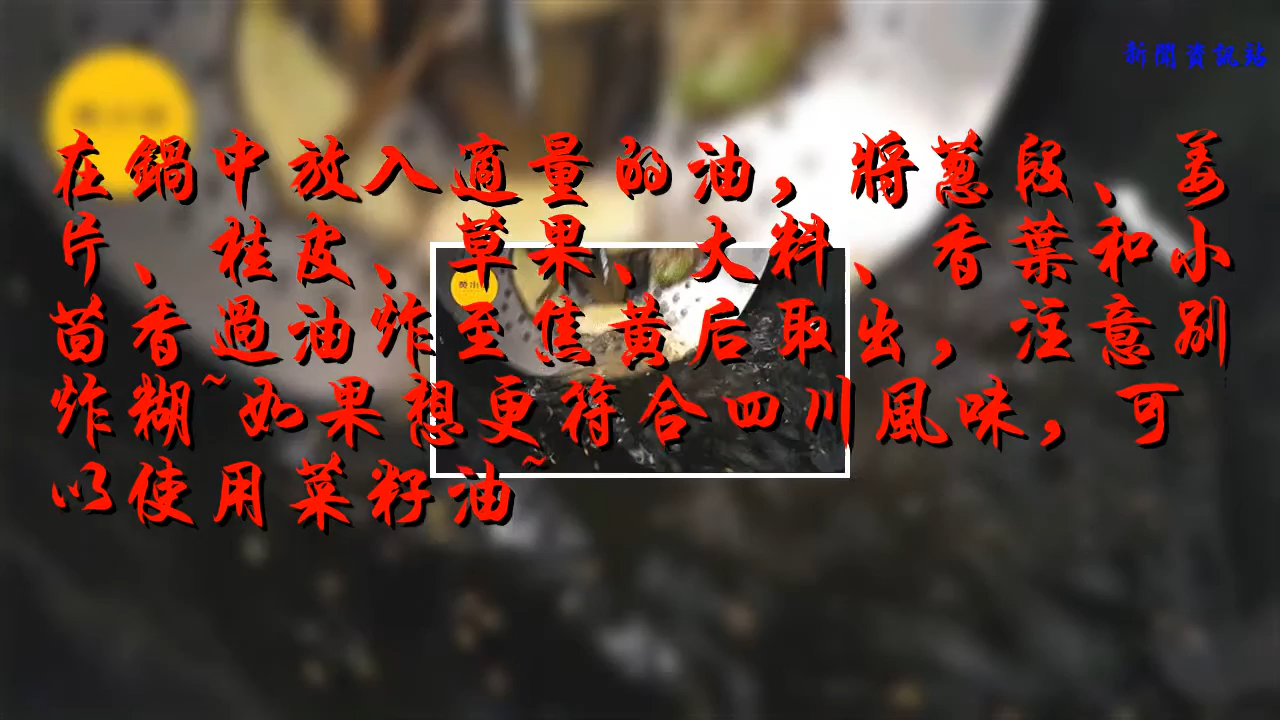 新聞資訊站
在鍋中放入適量的油，將蔥段、姜
片、桂皮、草果、大料、香葉和小
茴香過油炸至焦黃后取出，注意別
炸糊~如果想更符合四川風味，可
以使用菜籽油~